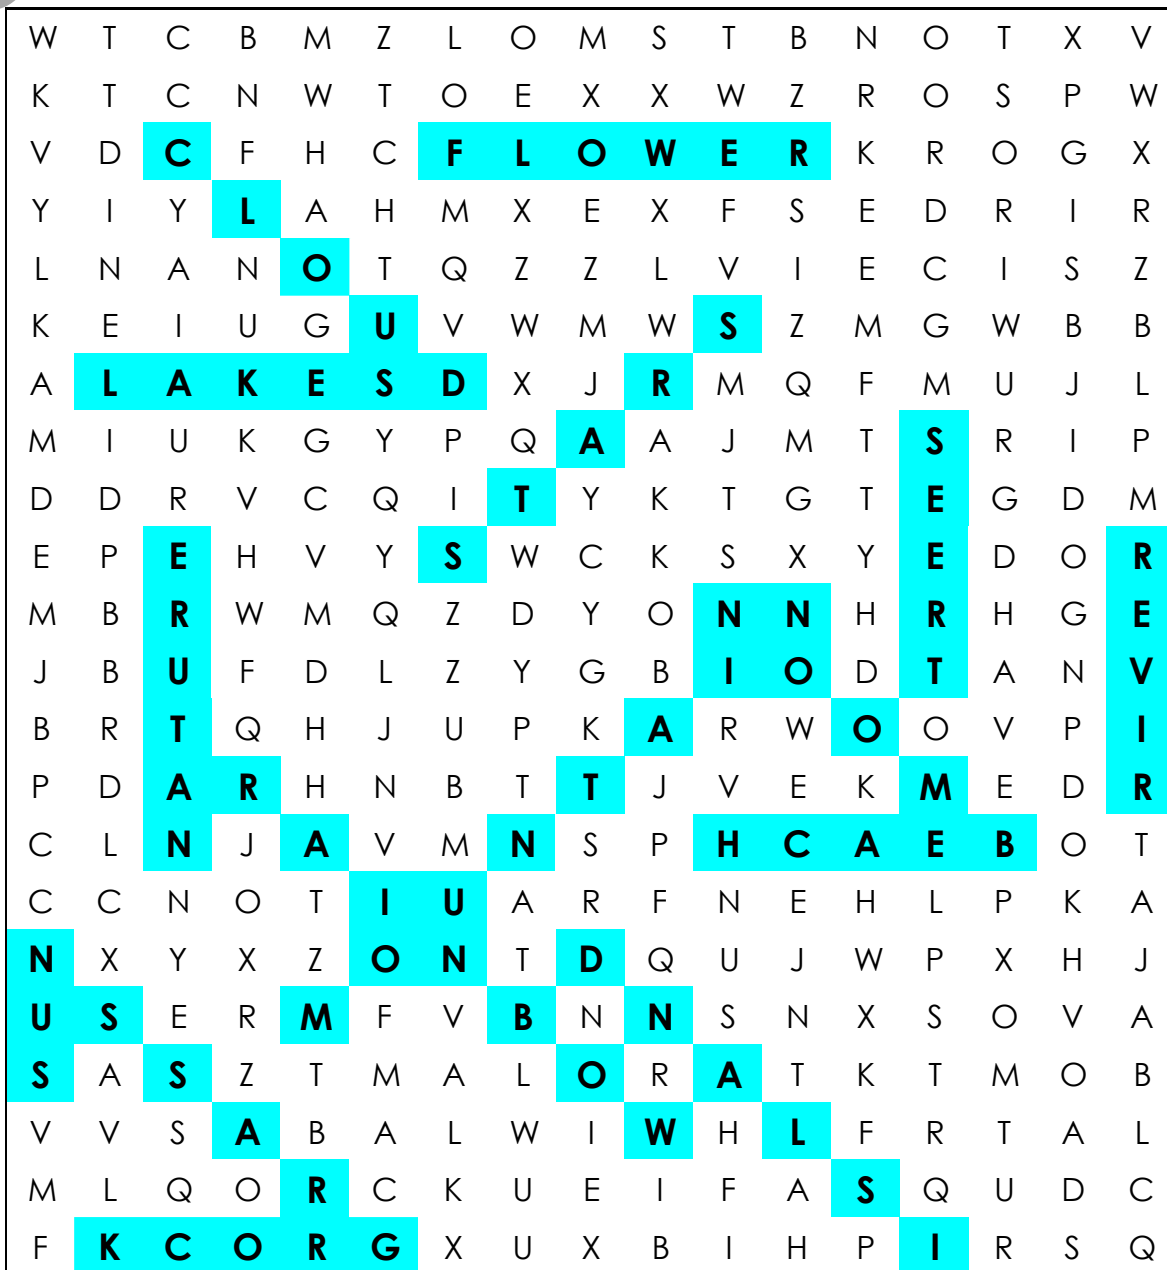 W T C B M Z L O M S T B N O T X V
K T C N W T O E X X W Z R O S P W
V D C F H C F L O W E R K R O G X
Y I Y L A H M X E X F S E D R I R
L N A N O T Q Z Z L V I E C I S Z
K E I U G U V W M W S Z M G W B B
A L A K E S D X J R M Q F M U J L
M I U K G Y P Q A A J M T S R I P
D D R V C Q I T Y K T G T E G D M
E P E H V Y S W C K S X Y E D O R
M B R W M Q Z D Y O N N H R H G E
J B U F D L Z Y G B I O D T A N V
B R T Q H J U P K A R W O O V P I
P D A R H N B T T J V E K M E D R
C L N J A V M N S P H C A E B O T
C C N O T I U A R F N E H L P K A
N X Y X Z O N T D Q U J W P X H J
U S E R M F V B N N S N X S O V A
S A S Z T M A L O R A T K T M O B
V V S A B A L W I W H L F R T A L
M L Q O R C K U E I F A S Q U D C
F K C O R G X U X B I H P I R S Q